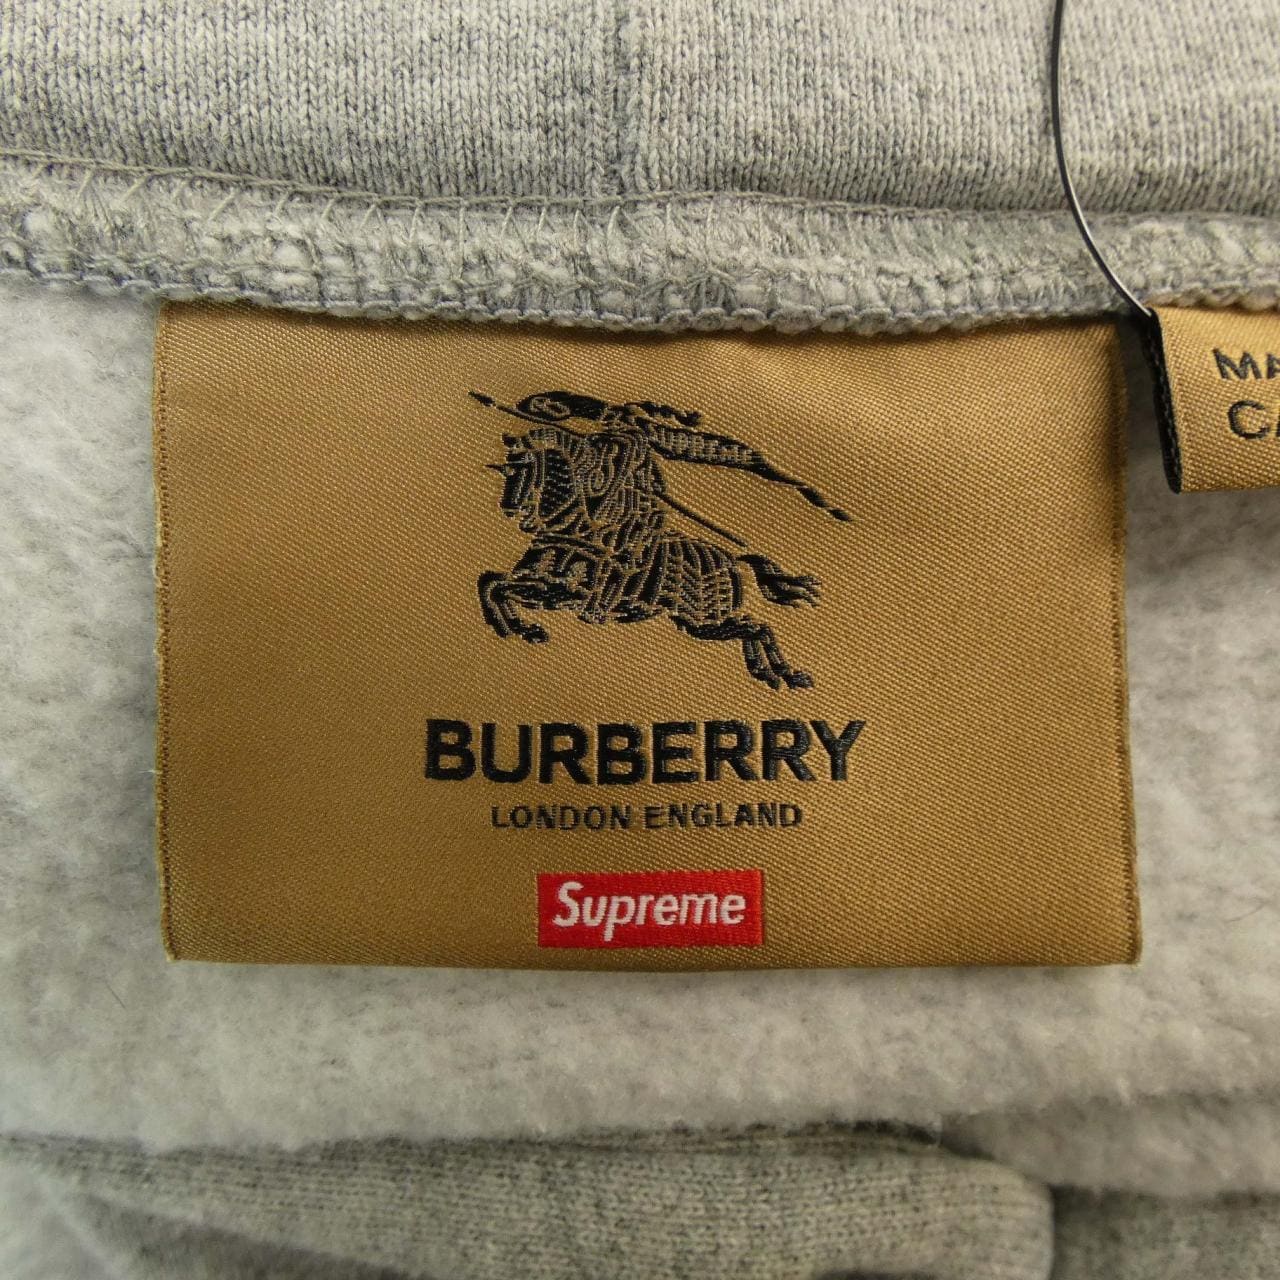 SUPREME
BURBERRY
LONDON ENGLAND
Supreme
MA
CA